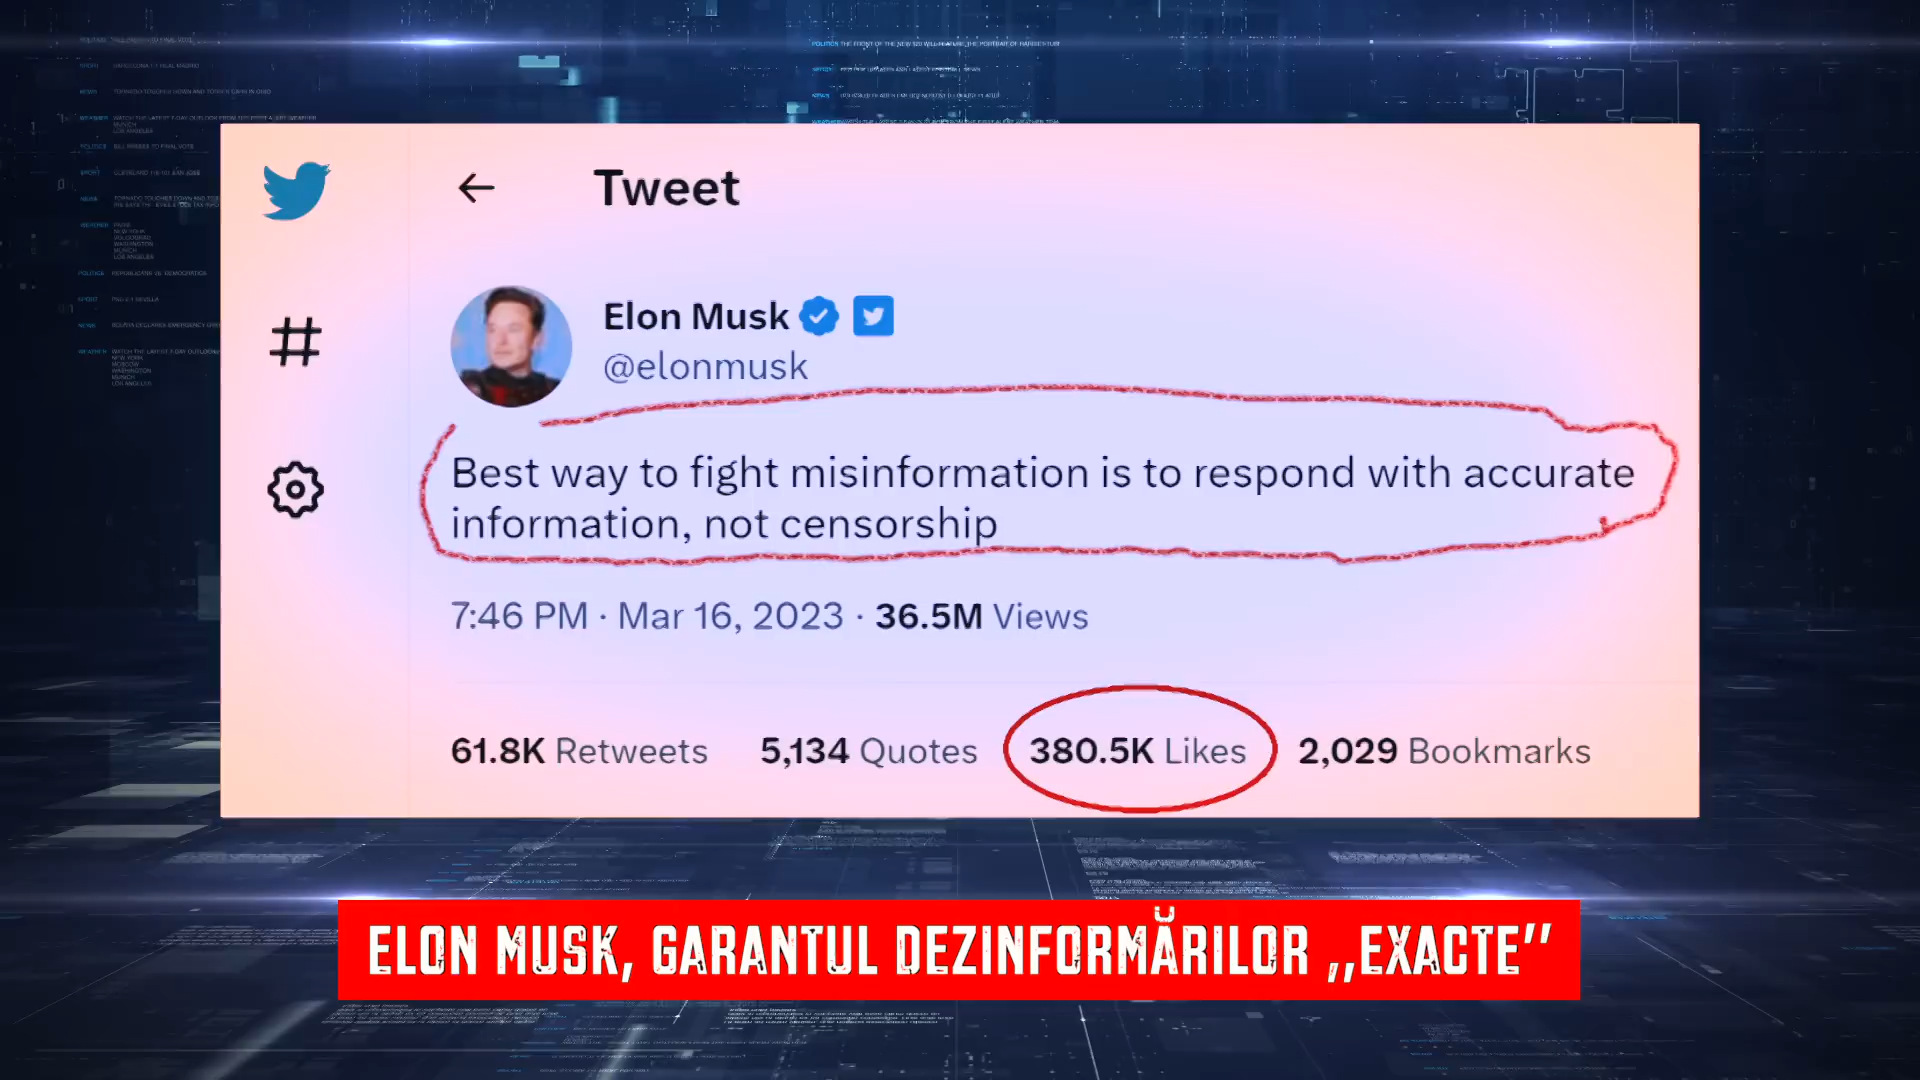 Tweet
Elon Musk
@elonmusk
Best way to fight misinformation is to respond with accurate
information, not censorship
7:46 PM · Mar 16, 2023 · 36.5M Views
61.8K Retweets 5,134 Quotes 380.5K Likes 2,029 Bookmarks
ELON MUSK, GARANTUL DEZINFORMĂRILOR ,,EXACTE''